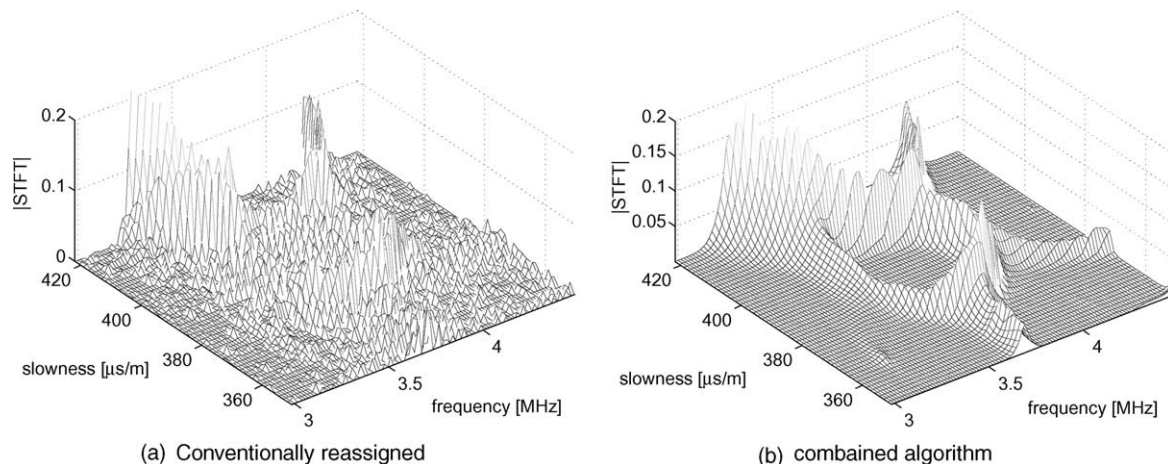 |STFT|
0.2
0.1
0
420
400
380
360
slowness [µs/m]
3
3.5
4
frequency [MHz]
(a) Conventionally reassigned
|STFT|
0.2
0.15
0.1
0.05
420
400
380
360
slowness [µs/m]
3
3.5
4
frequency [MHz]
(b) combained algorithm